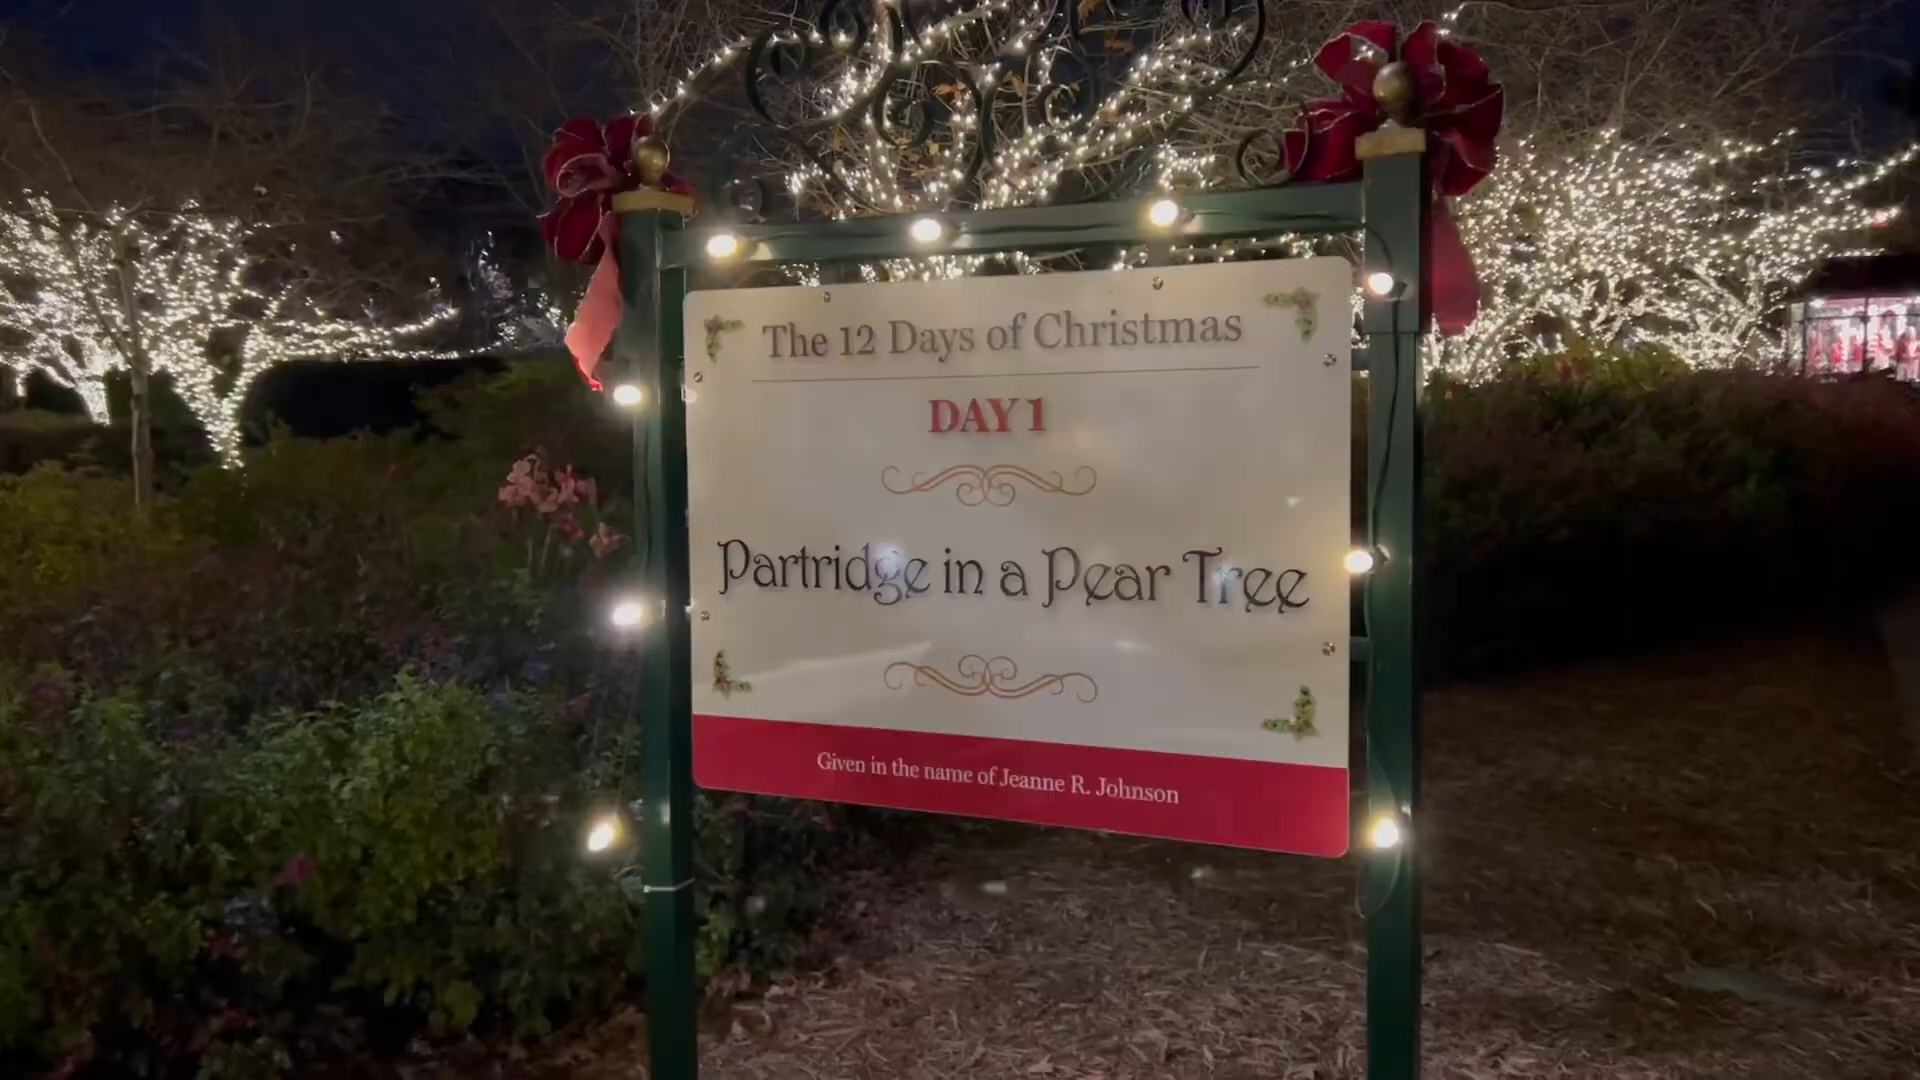 The 12 Days of Christmas
DAY 1
Partridge in a Pear Tree
Given in the name of Jeanne R. Johnson